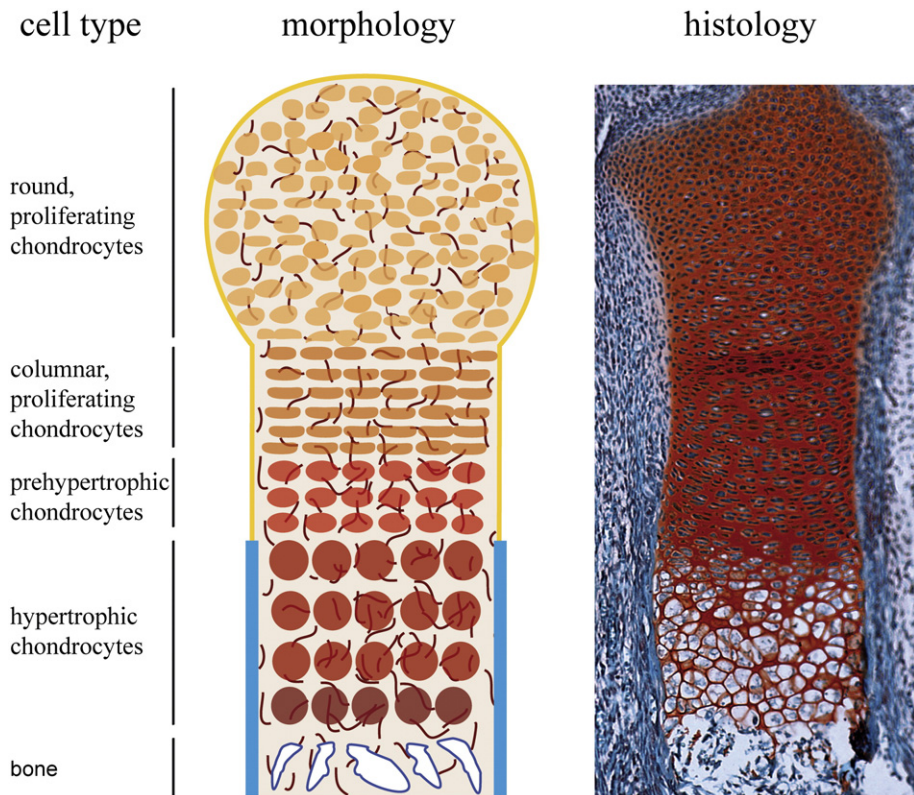 cell type
morphology
histology
round,
proliferating
chondrocytes
columnar,
proliferating
chondrocytes
prehypertrophic
chondrocytes
hypertrophic
chondrocytes
bone